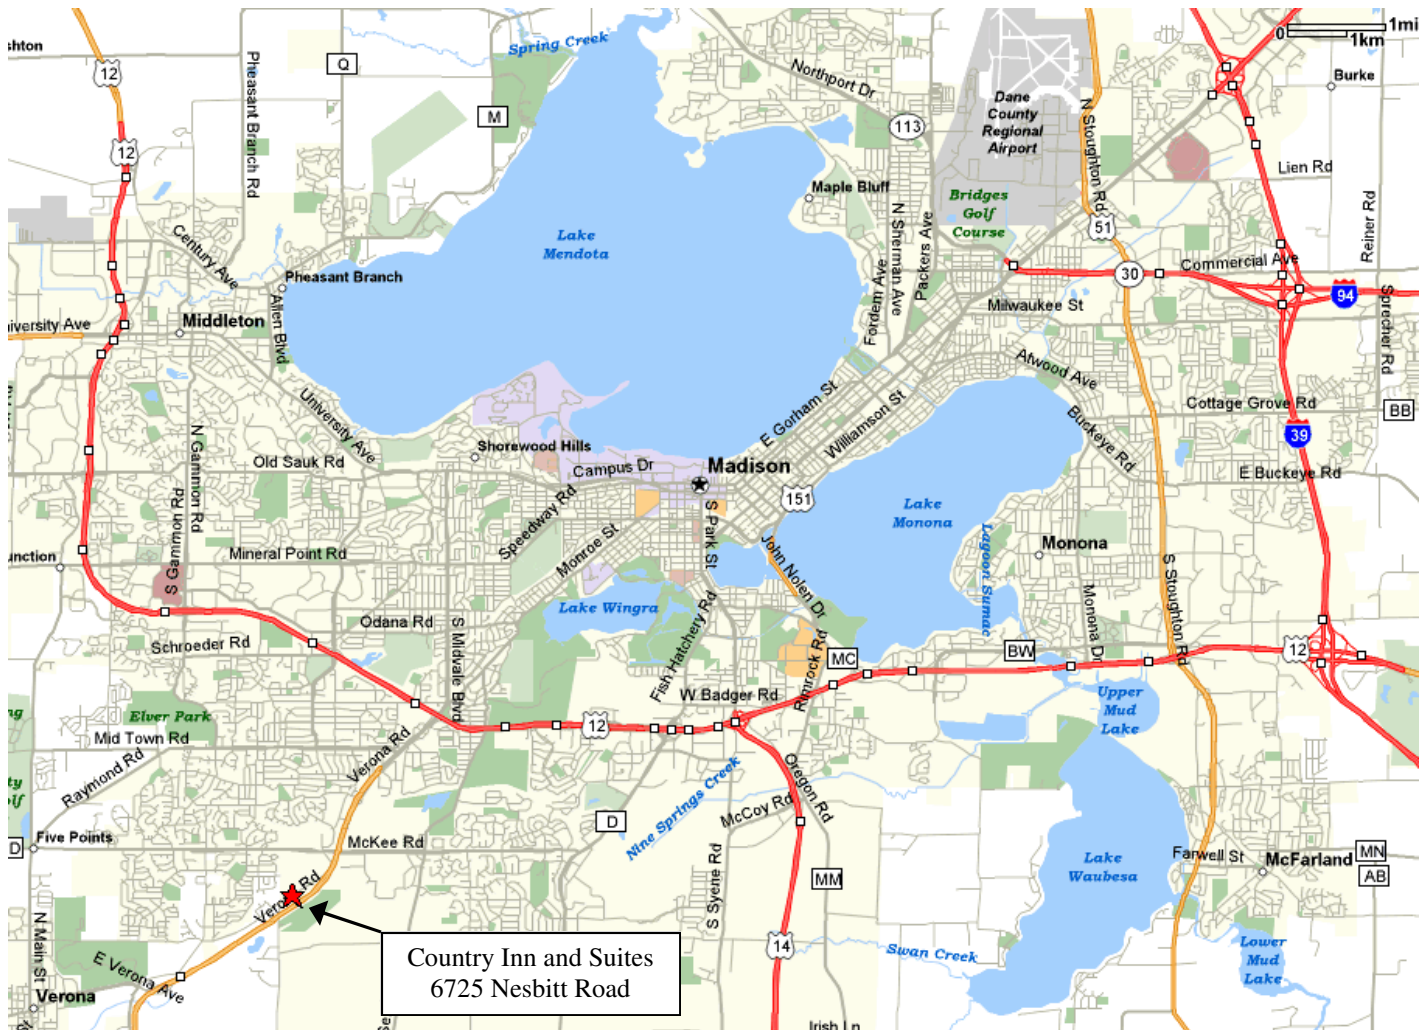 shton
12
Q
Spring Creek
Northport Dr
1mi
0
1km
Burke
Pheasant Branch Rd
M
113
Dane
County
Regional
Airport
N Stoughton Rd
12
Lien Rd
Maple Bluff
Bridges
Golf
Course
N Sherman Ave
Packers Ave
51
Reiner Rd
Century Ave
Lake
Mendota
Pheasant Branch
Commercial Ave
30
94
Fordem Ave
Milwaukee St
Sprecher Rd
Allen Blvd
niversity Ave
Middleton
Atwood Ave
University Ave
E Gorham St
Williamson St
Cottage Grove Rd
BB
Buckeye Rd
39
N Gammon Rd
Shorewood Hills
Old Sauk Rd
Campus Dr
Madison
E Buckeye Rd
151
Speedway Rd
S Park St
Lake
Monona
S Gammon Rd
Monroe St
Lagoon Sumac
Monona
unction
Mineral Point Rd
John Nolen Dr
S Stoughton Rd
Lake Wingra
Odana Rd
Fish Hatchery Rd
Monona Dr
Schroeder Rd
S Midvale Blvd
Rimrock Rd
MC
BW
12
W Badger Rd
ng
Elver Park
12
Upper
Mud
Lake
Mid Town Rd
Verona Rd
Raymond Rd
Oregon Rd
ty
olf
Nine Springs Creek
McCoy Rd
D
D
Five Points
McKee Rd
Lake
Waubesa
Farwell St
McFarland
MN
AB
MM
S Syene Rd
Rd
N Main St
Country Inn and Suites
6725 Nesbitt Road
14
Swan Creek
Lower
Mud
Lake
E Verona Ave
Verona
Irish Ln